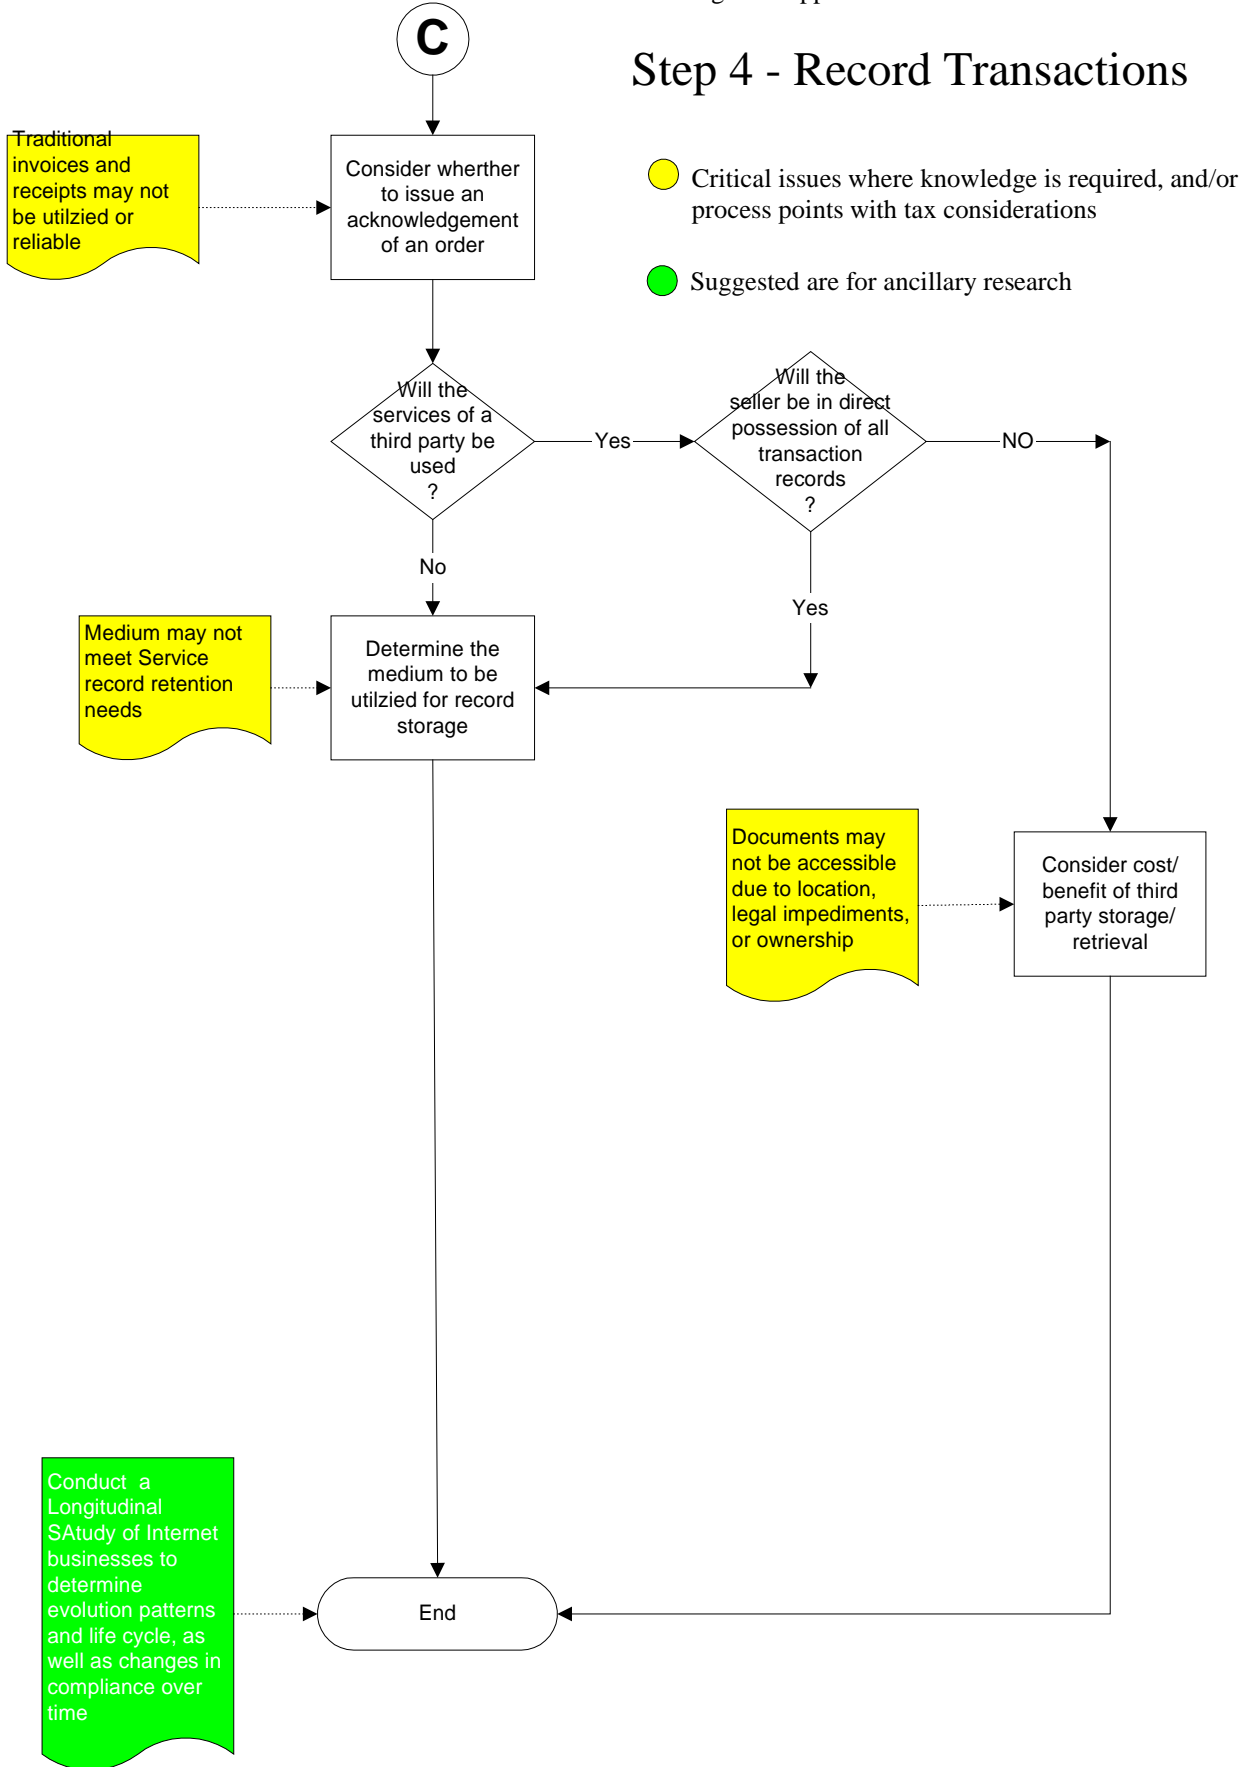 C
Step 4 - Record Transactions
Traditional
invoices and
receipts may not
be utilzied or
reliable
Consider wherther
to issue an
acknowledgement
of an order
Critical issues where knowledge is required, and/or
process points with tax considerations
Suggested are for ancillary research
Will the
services of a
third party be
used
?
Yes
Will the
seller be in direct
possession of all
transaction
records
?
NO
No
Yes
Medium may not
meet Service
record retention
needs
Determine the
medium to be
utilzied for record
storage
Documents may
not be accessible
due to location,
legal impediments,
or ownership
Consider cost/
benefit of third
party storage/
retrieval
Conduct a
Longitudinal
SAtudy of Internet
businesses to
determine
evolution patterns
and life cycle, as
well as changes in
compliance over
time
End